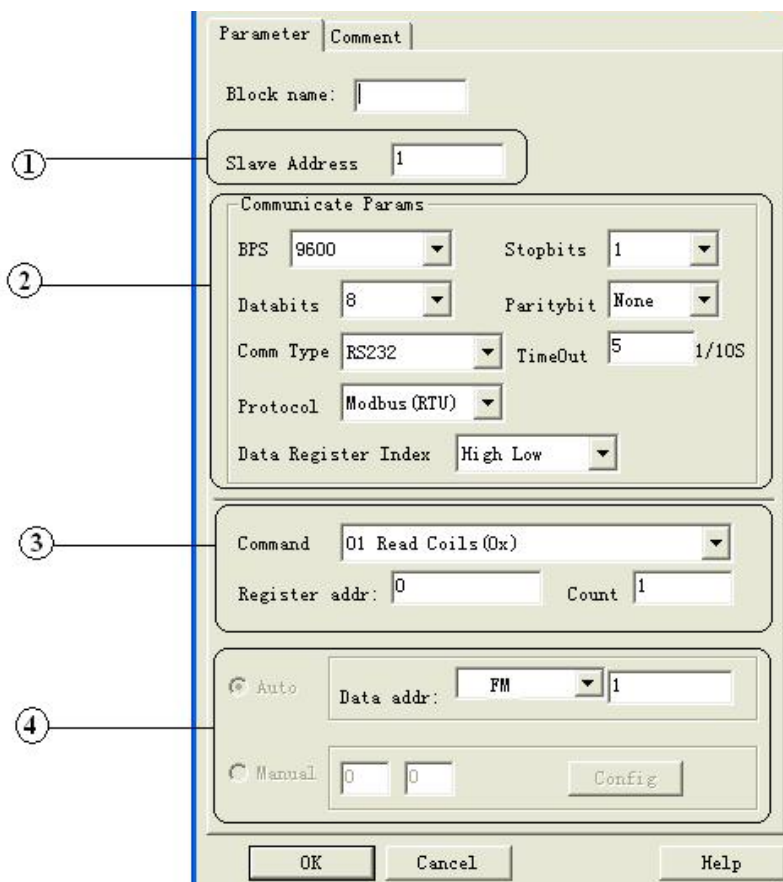 Parameter Comment
Block name:
① Slave Address 1
Communicate Params
② BPS 9600 Stopbits 1
Databits 8 Paritybit None
Comm Type RS232 TimeOut 5 1/10S
Protocol Modbus(RTU)
Data Register Index High Low
③ Command 01 Read Coils(0x)
Register addr: 0 Count 1
④ Auto Data addr: FM 1
Manual 0 0 Config
OK Cancel Help